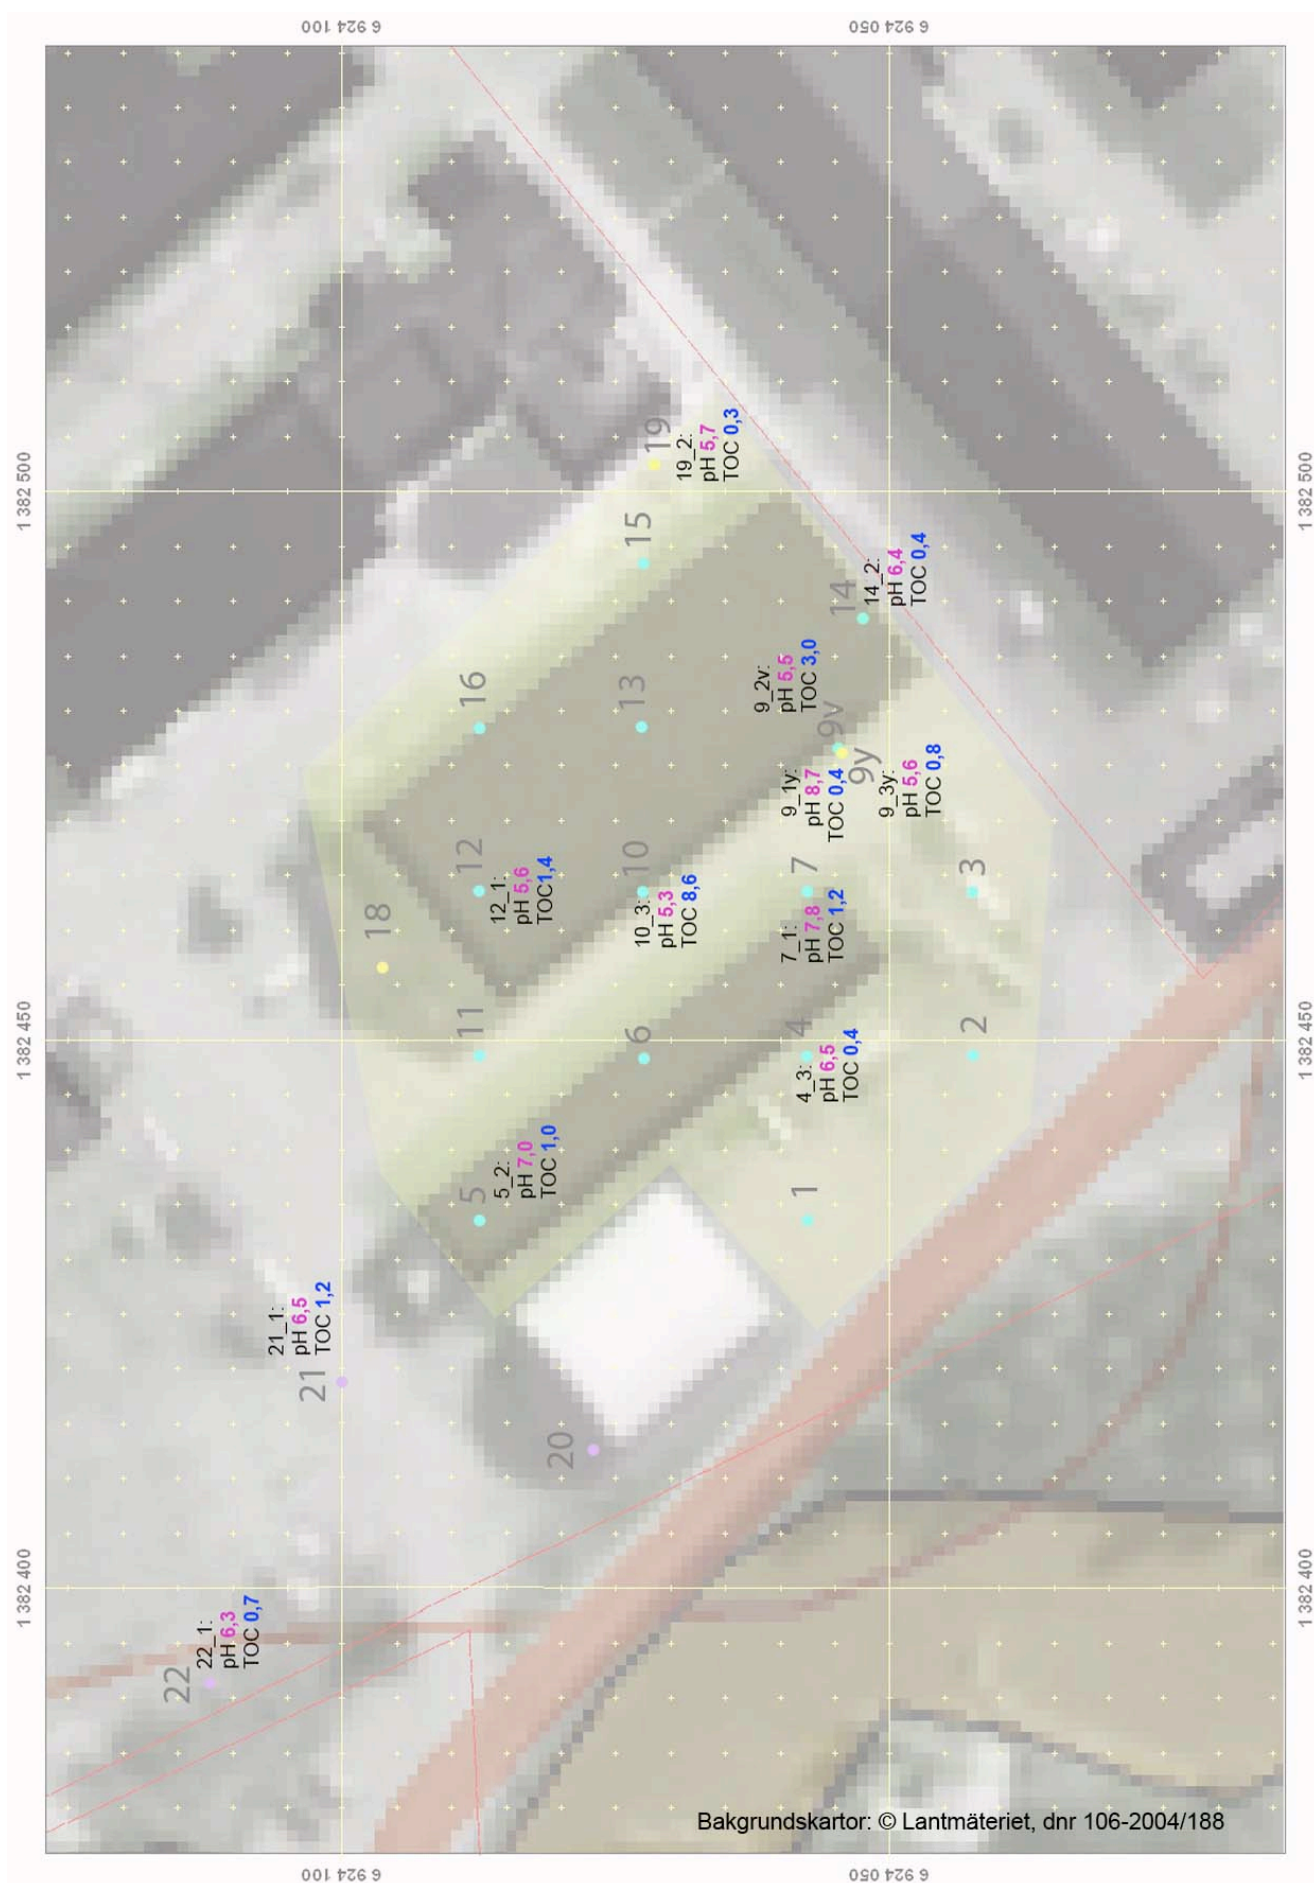 6 924 100
6 924 050
1 382 500
1 382 500
19
19_2:
pH 5,7
TOC 0,3
15
14
14_2:
pH 6,4
TOC 0,4
16
13
9_2v:
pH 5,5
TOC 3,0
9v
9y
9_1y:
pH 8,7
TOC 0,4
9_3y:
pH 5,6
TOC 0,8
12
12_1:
pH 5,6
TOC1,4
10
10_3:
pH 5,3
TOC 8,6
7
7_1:
pH 7,8
TOC 1,2
3
18
11
6
4
4_3:
pH 6,5
TOC 0,4
2
1 382 450
1 382 450
5
5_2:
pH 7,0
TOC 1,0
1
21_1:
pH 6,5
TOC 1,2
21
20
1 382 400
1 382 400
22
22_1:
pH 6,3
TOC 0,7
Bakgrundskartor: © Lantmäteriet, dnr 106-2004/188
6 924 100
6 924 050